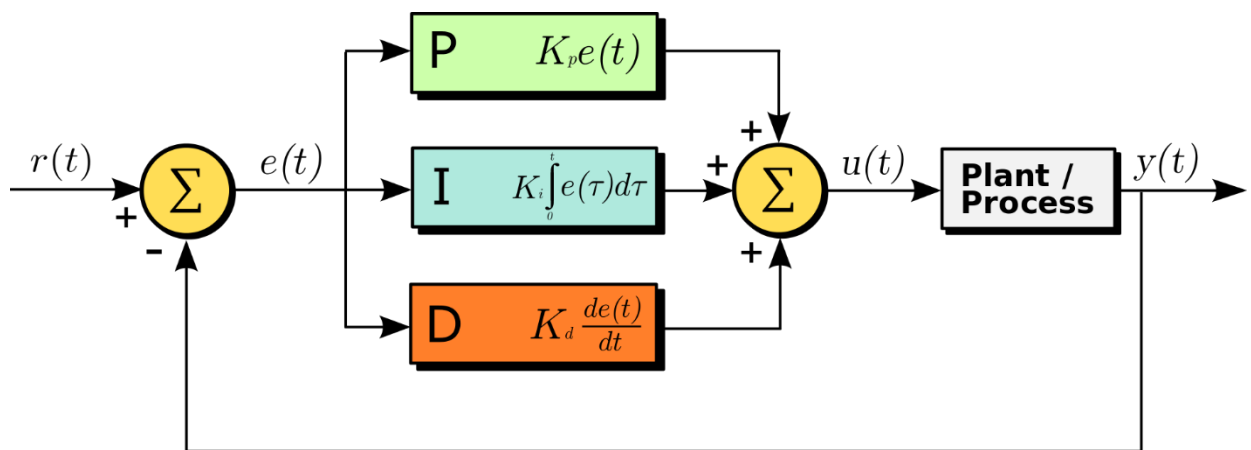 P K_p e(t)
+
r(t) Σ e(t) I K_i ∫_0^t e(τ)dτ + Σ u(t) Plant / Process y(t)
+
-
+
D K_d de(t)/dt